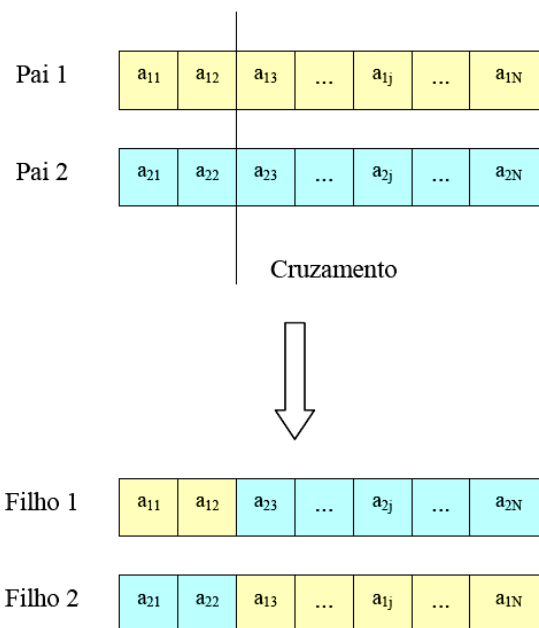 Pai 1 a₁₁ a₁₂ a₁₃ ... a₁ⱼ ... a₁N
Pai 2 a₂₁ a₂₂ a₂₃ ... a₂ⱼ ... a₂N
Cruzamento
Filho 1 a₁₁ a₁₂ a₂₃ ... a₂ⱼ ... a₂N
Filho 2 a₂₁ a₂₂ a₁₃ ... a₁ⱼ ... a₁N